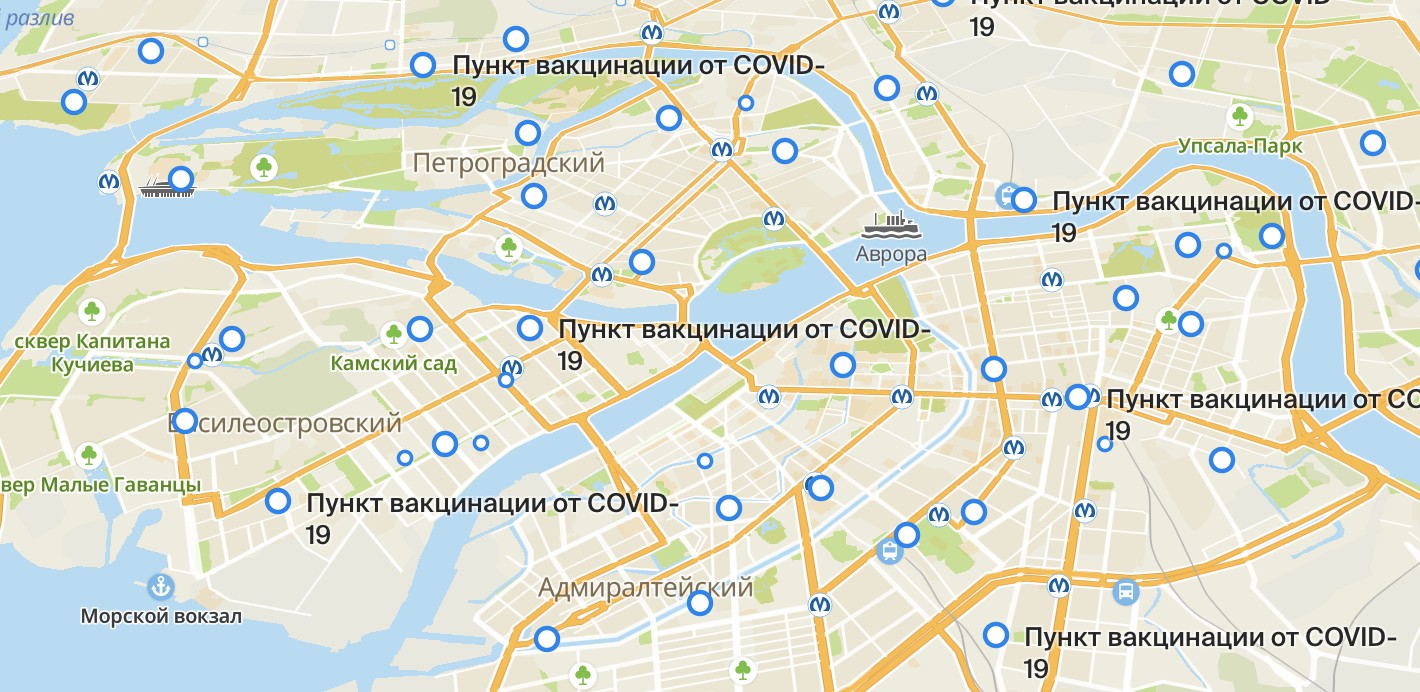 разлив
Пункт вакцинации от COVID-
19
Пункт вакцинации от COVID-
19
Упсала-Парк
Петроградский
Пункт вакцинации от COVID-
19
Аврора
сквер Капитана
Кучиева
Камский сад
Пункт вакцинации от COVID-
19
Пункт вакцинации от CO
19
Василеостровский
вер Малые Гаванцы
Пункт вакцинации от COVID-
19
Адмиралтейский
Морской вокзал
Пункт вакцинации от COVID-
19